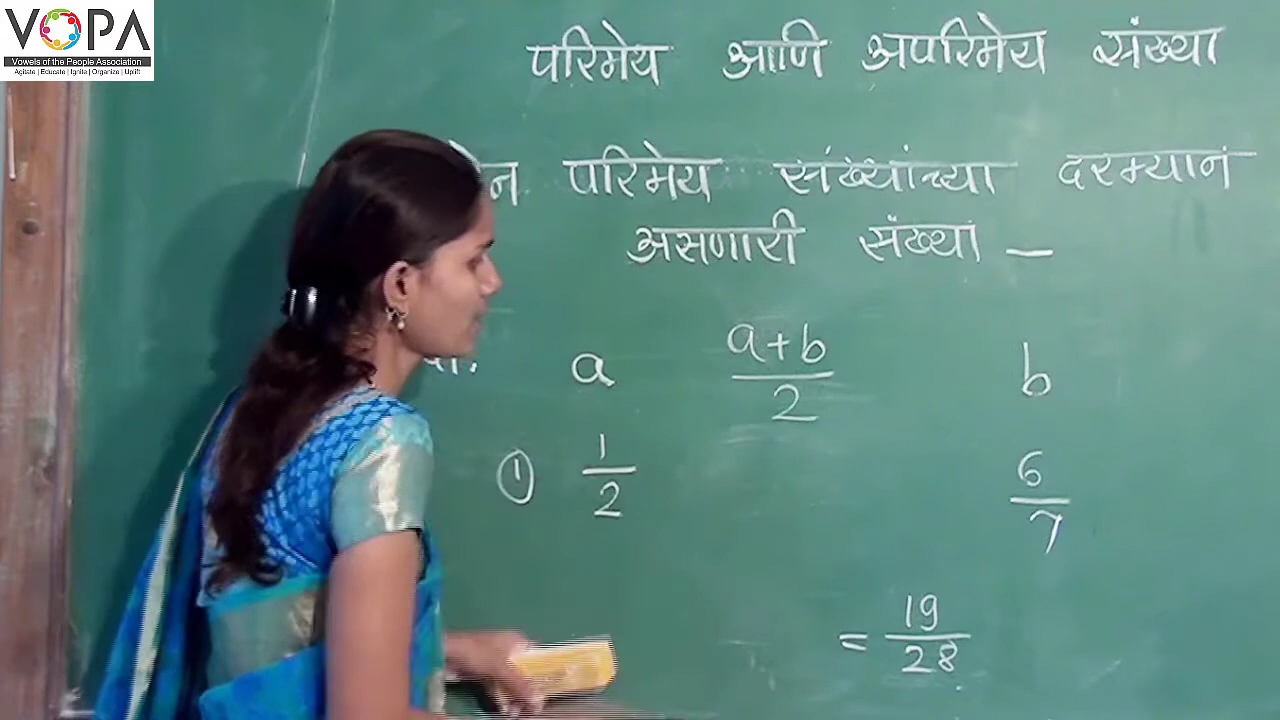 VOPA
Vowels of the People Association
Agitate | Educate | Ignite | Organize | Uplift
परिमेय आणि अपरिमेय संख्या
परिमेय संख्यांच्या दरम्यान
असणारी संख्या —
a a+b/2 b
① 1/2 6/7
= 19/28